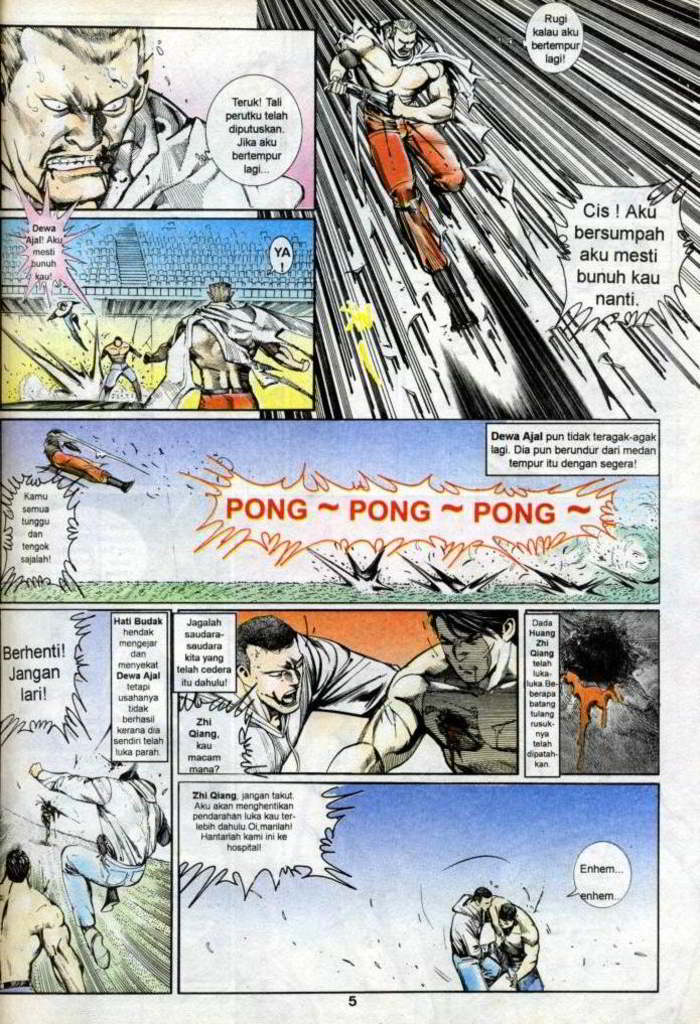 Teruk! Tali
perutku telah
diputuskan.
Jika aku
bertempur
lagi...
Rugi
kalau aku
bertempur
lagi!
Cis ! Aku
bersumpah
aku mesti
bunuh kau
nanti.
Dewa
Ajal! Aku
mesti
bunuh
kau!
YA
!
Dewa Ajal pun tidak teragak-agak
lagi. Dia pun berundur dari medan
tempur itu dengan segera!
Kamu
semua
tunggu
dan
tengok
sajalah!
PONG ~ PONG ~ PONG ~
Berhenti!
Jangan
lari!
Hati Budak
hendak
mengejar
dan
menyekat
Dewa Ajal
tetapi
usahanya
tidak
berhasil
kerana dia
sendiri telah
luka parah.
Jagalah
saudara-
saudara
kita yang
telah cedera
itu dahulu!
Zhi
Qiang,
kau
macam
mana?
Dada
Huang
Zhi
Qiang
telah
luka-
luka.Be-
berapa
batang
tulang
rusuk-
nya
telah
dipatah-
kan.
Zhi Qiang, jangan takut.
Aku akan menghentikan
pendarahan luka kau ter-
lebih dahulu.Oi,marilah!
Hantarlah kami ini ke
hospital!
Enhem...
enhem..
5